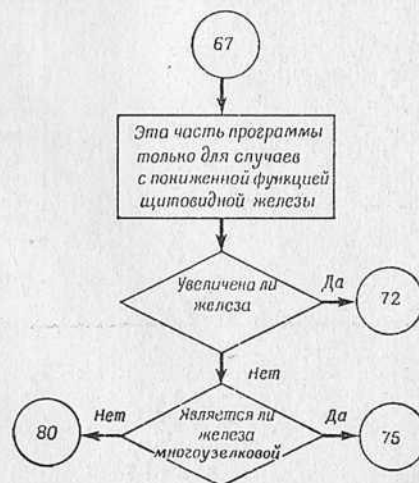 67
Эта часть программы
только для случаев
с пониженной функцией
щитовидной железы
Увеличена ли
железа
Да
72
Нет
80
Нет
Является ли
железа
многоузелковой
Да
75